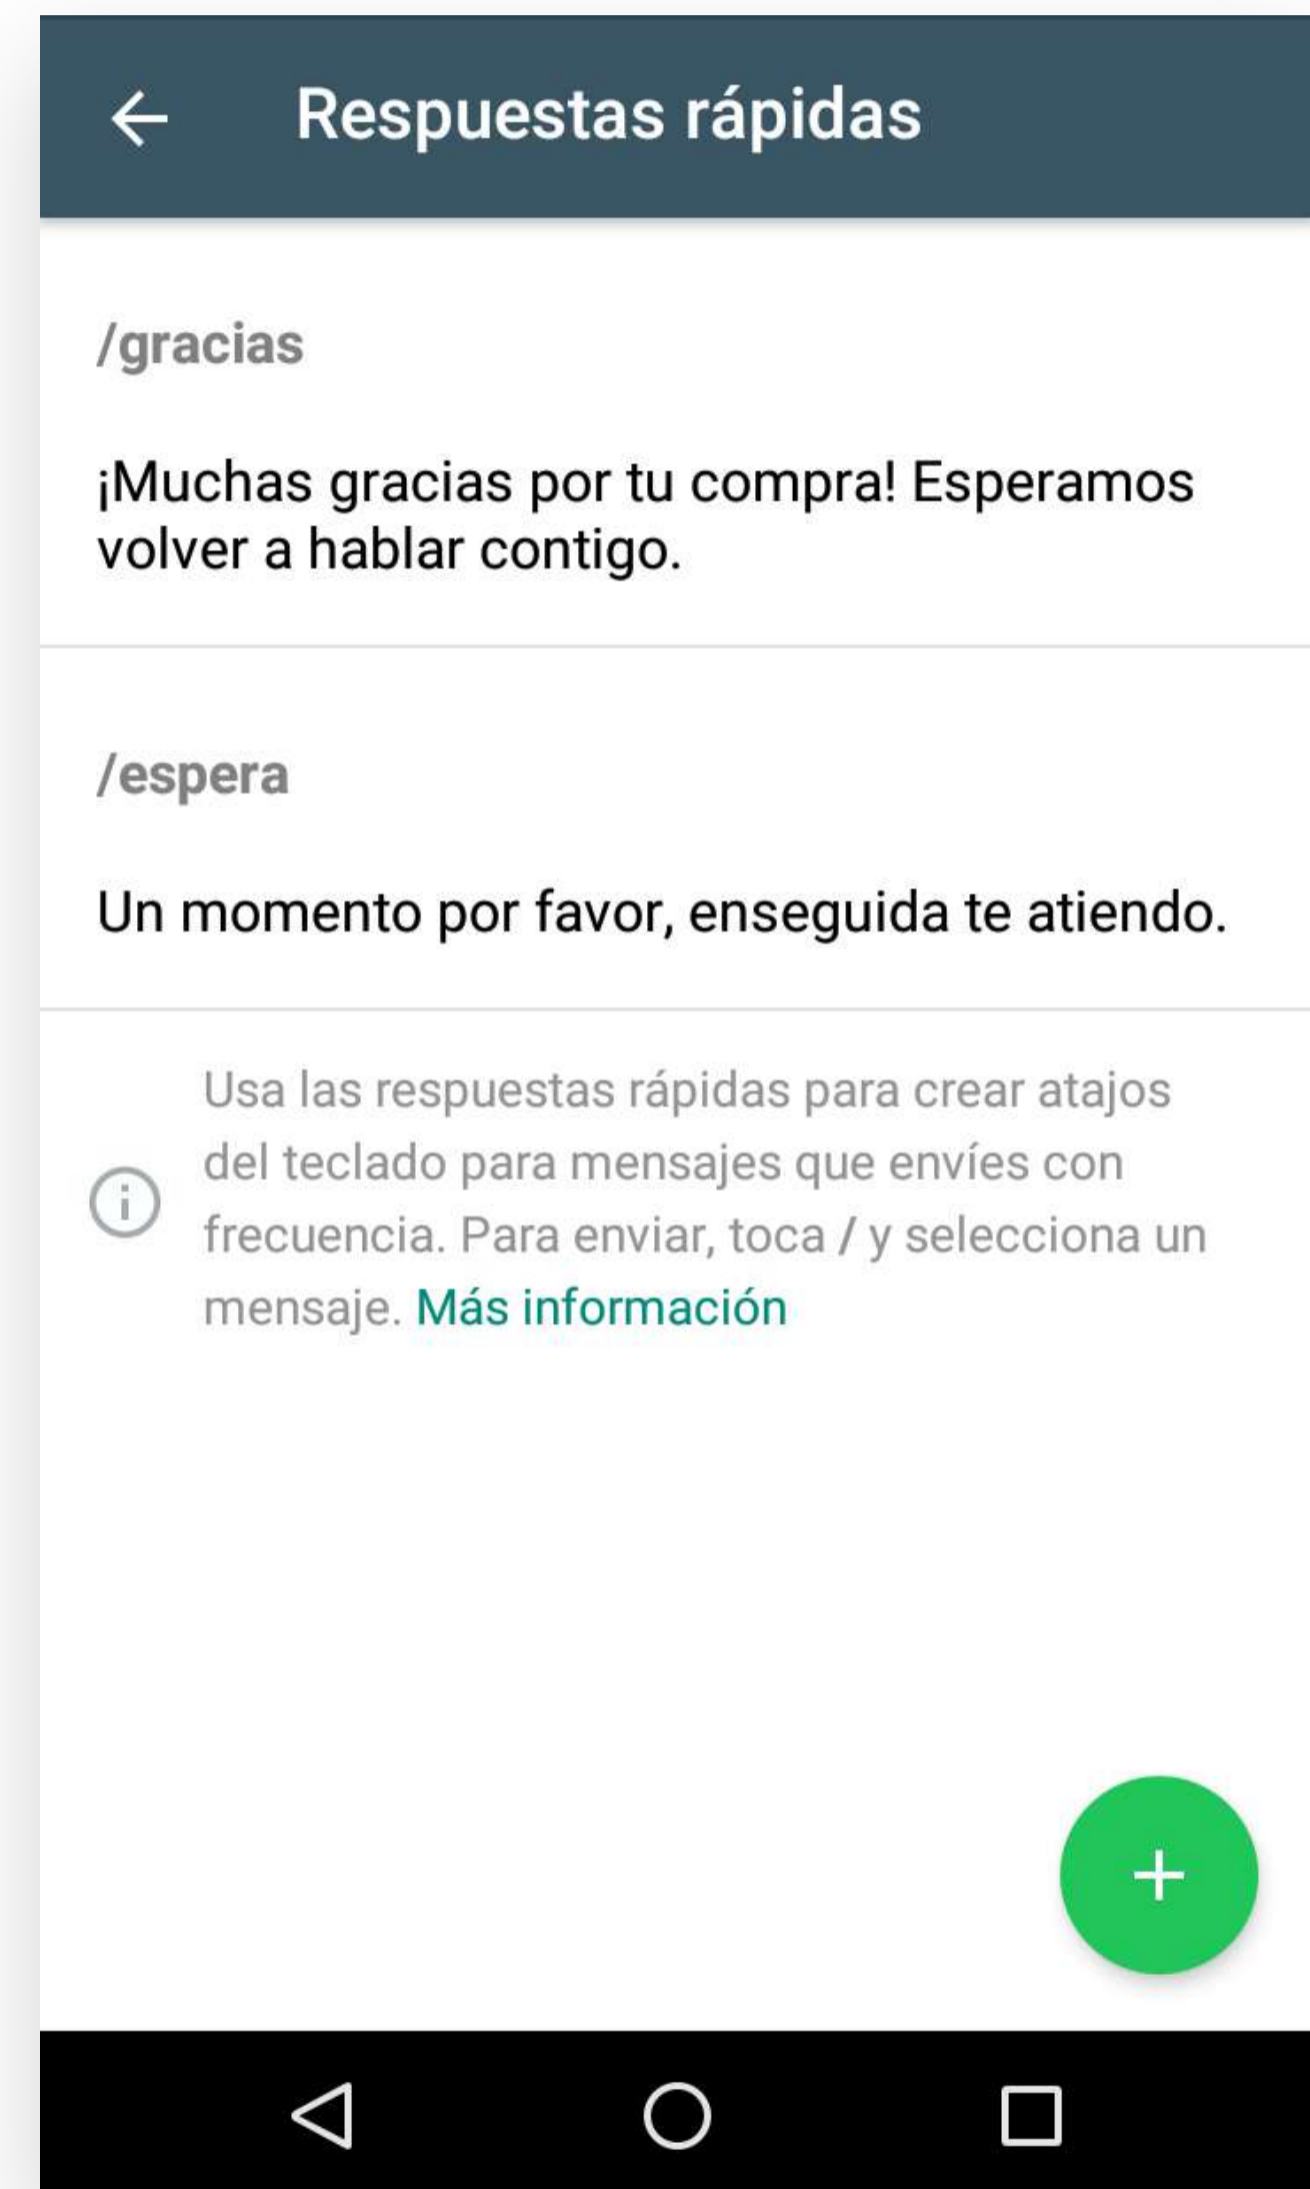 Respuestas rápidas
/gracias
¡Muchas gracias por tu compra! Esperamos
volver a hablar contigo.
/espera
Un momento por favor, enseguida te atiendo.
Usa las respuestas rápidas para crear atajos
del teclado para mensajes que envíes con
frecuencia. Para enviar, toca / y selecciona un
mensaje. Más información